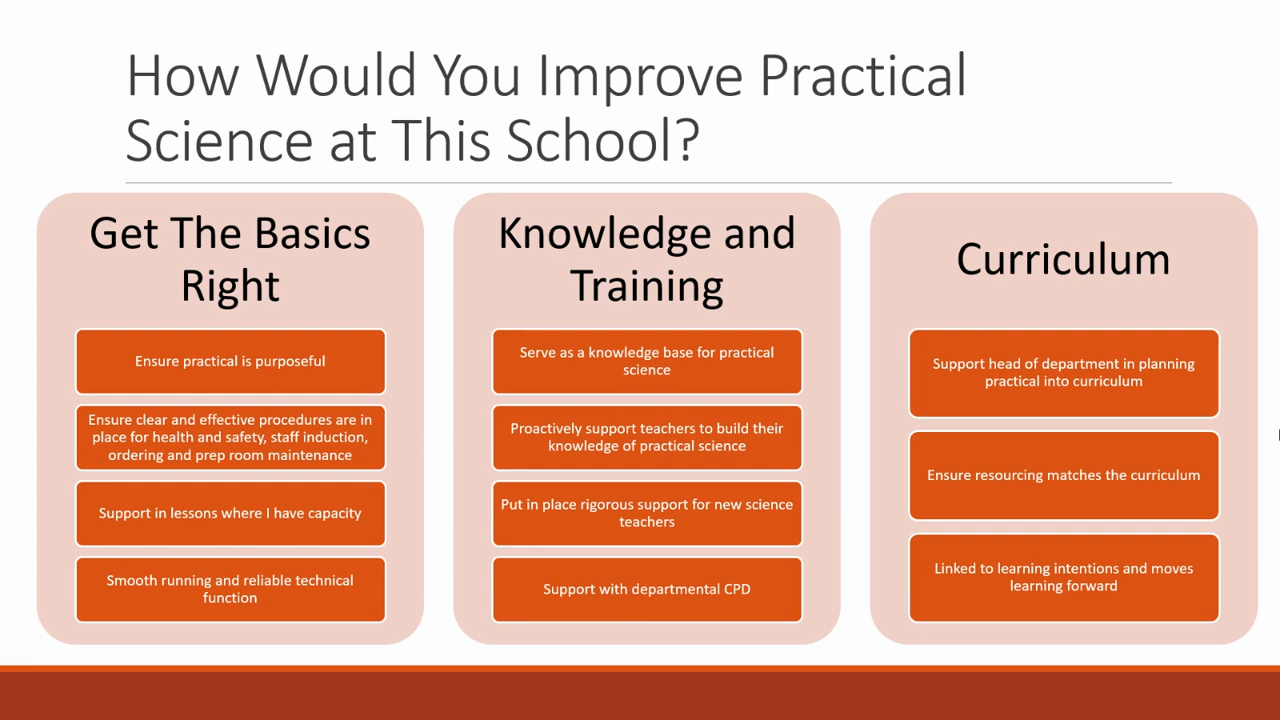 How Would You Improve Practical
Science at This School?
Get The Basics
Right
Ensure practical is purposeful
Ensure clear and effective procedures are in
place for health and safety, staff induction,
ordering and prep room maintenance
Support in lessons where I have capacity
Smooth running and reliable technical
function
Knowledge and
Training
Serve as a knowledge base for practical
science
Proactively support teachers to build their
knowledge of practical science
Put in place rigorous support for new science
teachers
Support with departmental CPD
Curriculum
Support head of department in planning
practical into curriculum
Ensure resourcing matches the curriculum
Linked to learning intentions and moves
learning forward